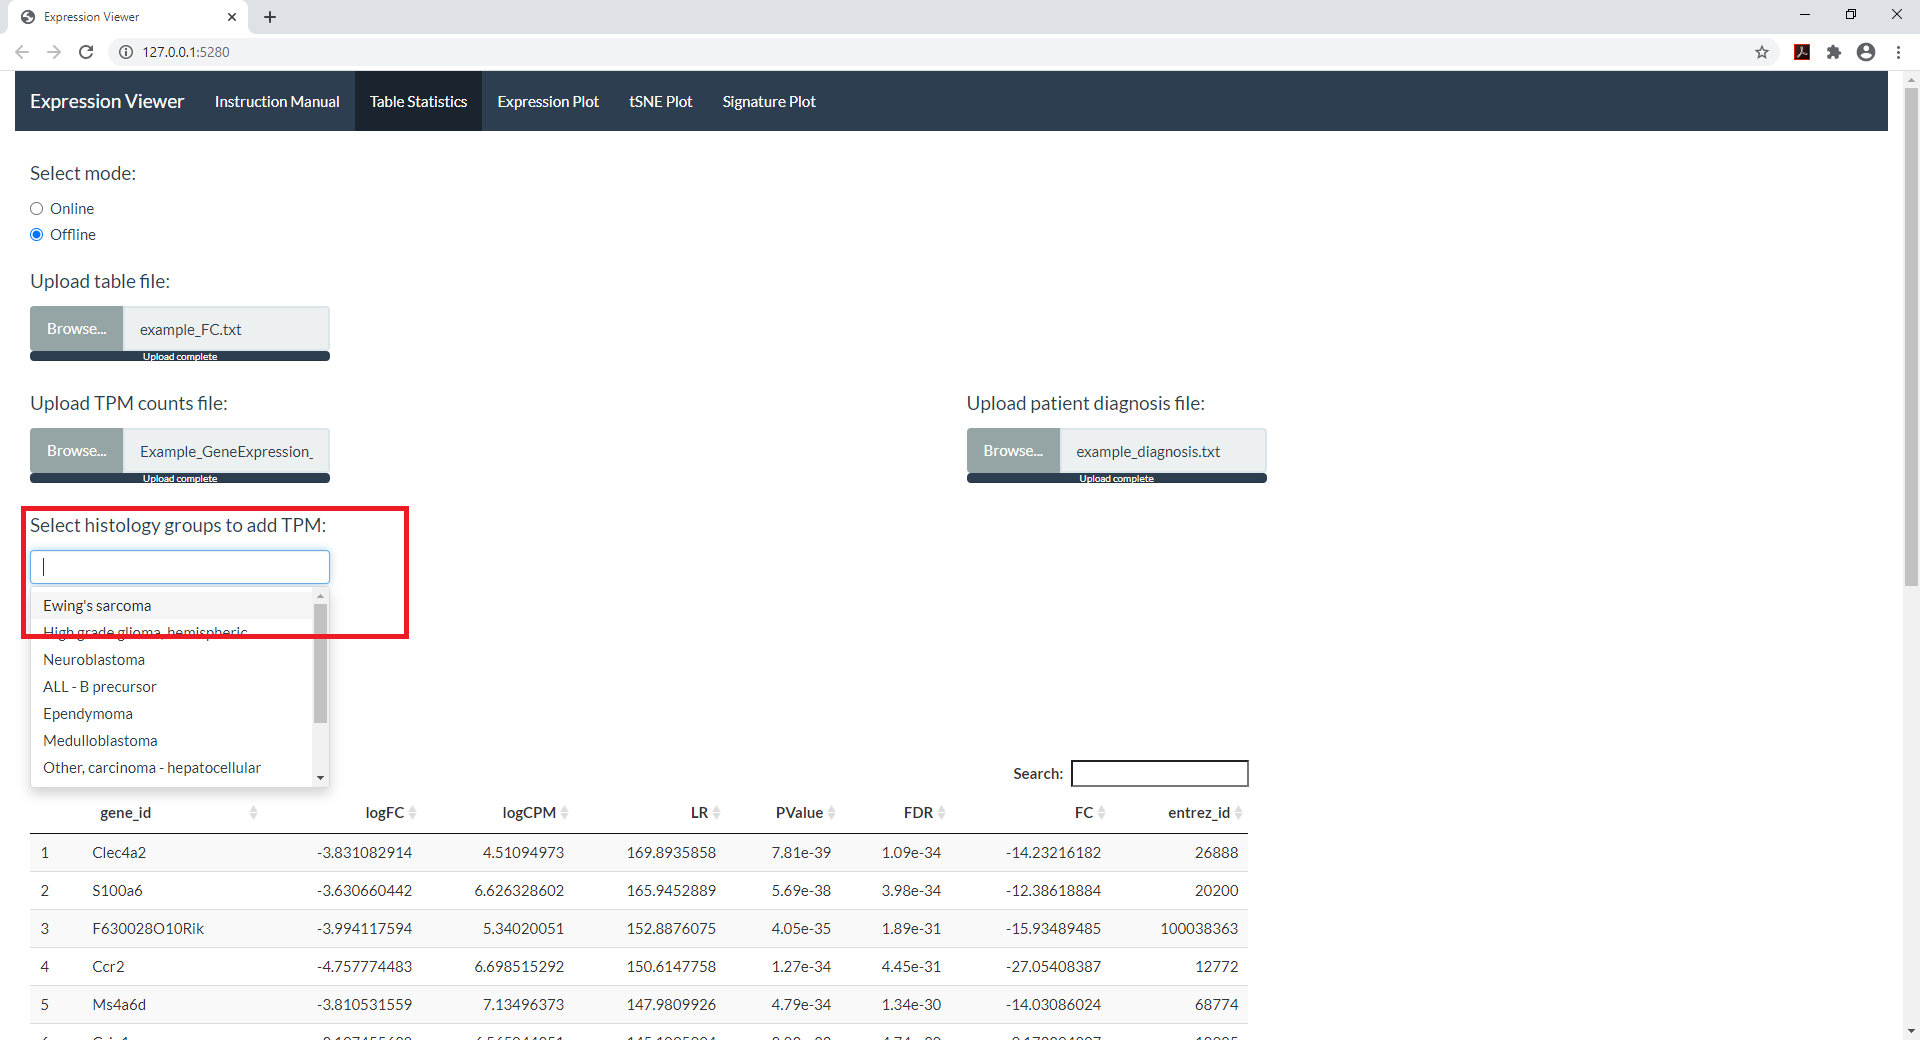 Expression Viewer
127.0.0.1:5280
Expression Viewer Instruction Manual Table Statistics Expression Plot tSNE Plot Signature Plot
Select mode:
Online
Offline
Upload table file:
Browse... example_FC.txt
Upload complete
Upload TPM counts file: Upload patient diagnosis file:
Browse... Example_GeneExpression_ Browse... example_diagnosis.txt
Upload complete Upload complete
Select histology groups to add TPM:
Ewing's sarcoma
High grade glioma, hemispheric
Neuroblastoma
ALL - B precursor
Ependymoma
Medulloblastoma
Other, carcinoma - hepatocellular
Search:
gene_id logFC logCPM LR PValue FDR FC entrez_id
1 Clec4a2 -3.831082914 4.51094973 169.8935858 7.81e-39 1.09e-34 -14.23216182 26888
2 S100a6 -3.630660442 6.626328602 165.9452889 5.69e-38 3.98e-34 -12.38618884 20200
3 F630028O10Rik -3.994117594 5.34020051 152.8876075 4.05e-35 1.89e-31 -15.93489485 100038363
4 Ccr2 -4.757774483 6.698515292 150.6147758 1.27e-34 4.45e-31 -27.05408387 12772
5 Ms4a6d -3.810531559 7.13496373 147.9809926 4.79e-34 1.34e-30 -14.03086024 68774